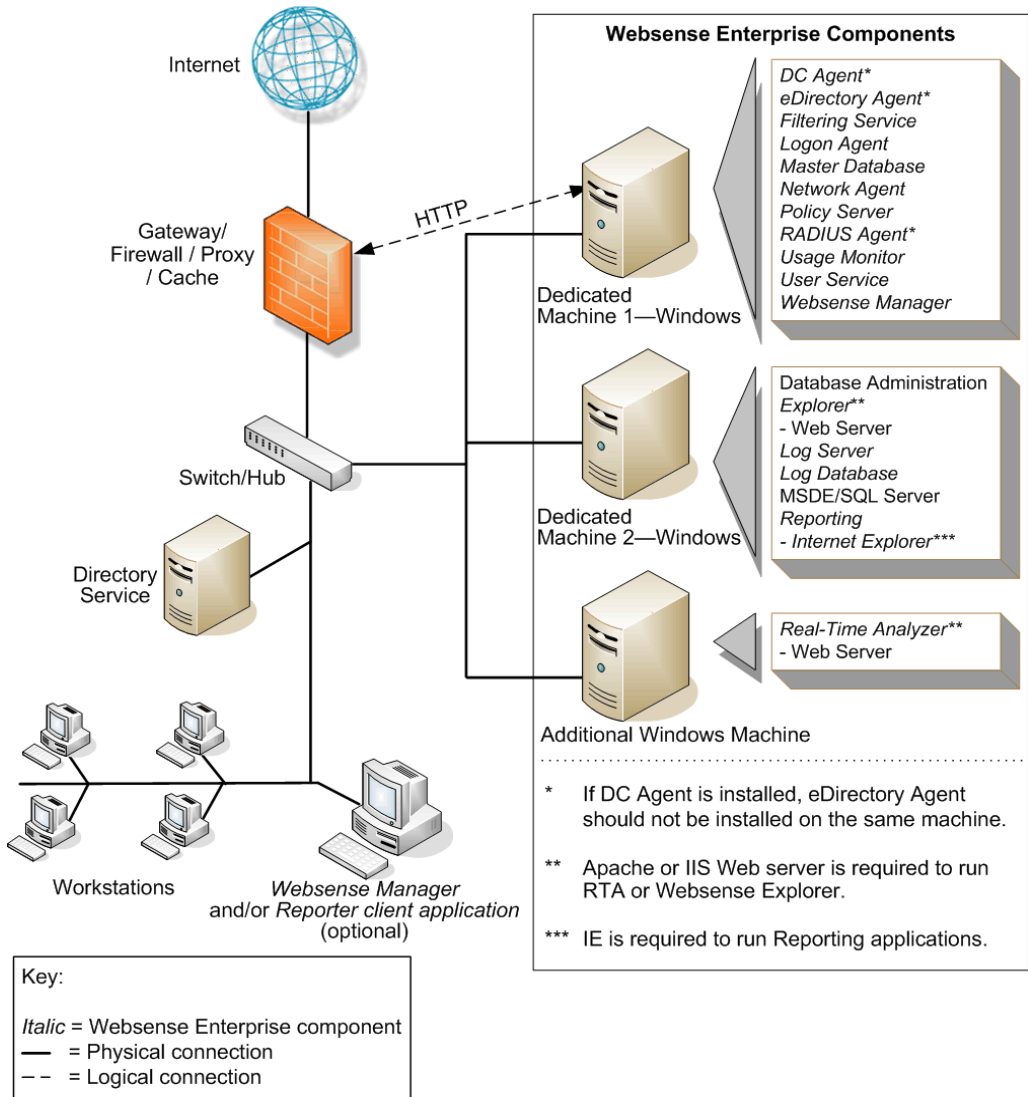 Internet
Gateway/
Firewall / Proxy
/ Cache
HTTP
Switch/Hub
Directory
Service
Workstations
Websense Manager
and/or Reporter client application
(optional)
Websense Enterprise Components
Dedicated
Machine 1—Windows
DC Agent*
eDirectory Agent*
Filtering Service
Logon Agent
Master Database
Network Agent
Policy Server
RADIUS Agent*
Usage Monitor
User Service
Websense Manager
Dedicated
Machine 2—Windows
Database Administration
Explorer**
- Web Server
Log Server
Log Database
MSDE/SQL Server
Reporting
- Internet Explorer***
Additional Windows Machine
Real-Time Analyzer**
- Web Server
* If DC Agent is installed, eDirectory Agent
should not be installed on the same machine.
** Apache or IIS Web server is required to run
RTA or Websense Explorer.
*** IE is required to run Reporting applications.
Key:
Italic = Websense Enterprise component
= Physical connection
= Logical connection